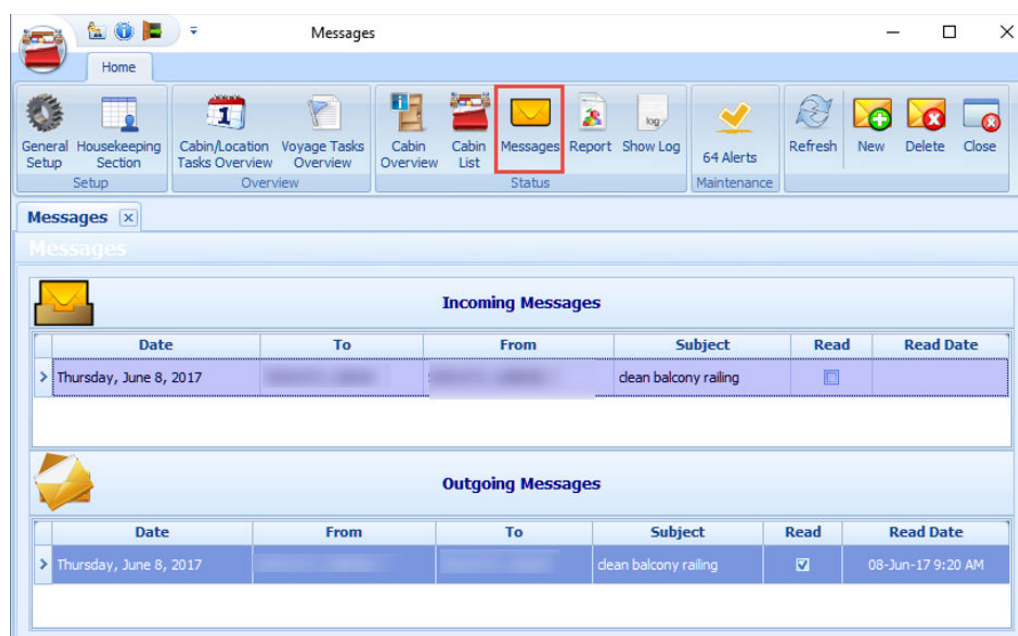 Messages
Home
General Setup
Housekeeping Section
Setup
1
Cabin/Location Tasks Overview
Voyage Tasks Overview
Overview
Cabin Overview
Cabin List
Messages
Report
log
Show Log
Status
64 Alerts
Maintenance
Refresh
New
Delete
Close
Messages
Messages
Incoming Messages
Date To From Subject Read Read Date
Thursday, June 8, 2017 clean balcony railing
Outgoing Messages
Date From To Subject Read Read Date
Thursday, June 8, 2017 clean balcony railing 08-Jun-17 9:20 AM